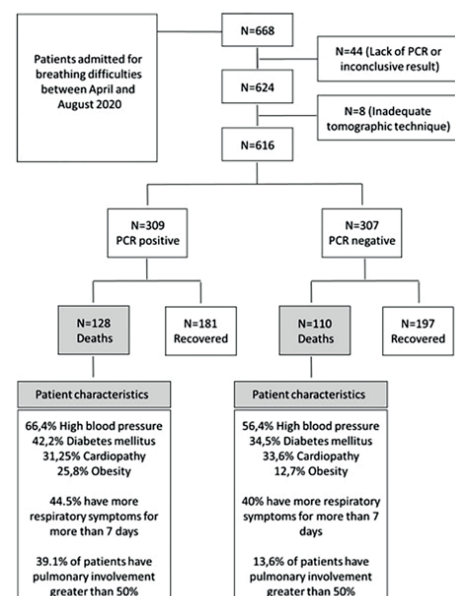 Patients admitted for
breathing difficulties
between April and
August 2020
N=668
N=44 (Lack of PCR or
inconclusive result)
N=624
N=8 (Inadequate
tomographic technique)
N=616
N=309
PCR positive
N=307
PCR negative
N=128
Deaths
N=181
Recovered
N=110
Deaths
N=197
Recovered
Patient characteristics
66,4% High blood pressure
42,2% Diabetes mellitus
31,25% Cardiopathy
25,8% Obesity
44.5% have more
respiratory symptoms for
more than 7 days
39.1% of patients have
pulmonary involvement
greater than 50%
Patient characteristics
56,4% High blood pressure
34,5% Diabetes mellitus
33,6% Cardiopathy
12,7% Obesity
40% have more respiratory
symptoms for more than 7
days
13,6% of patients have
pulmonary involvement
greater than 50%